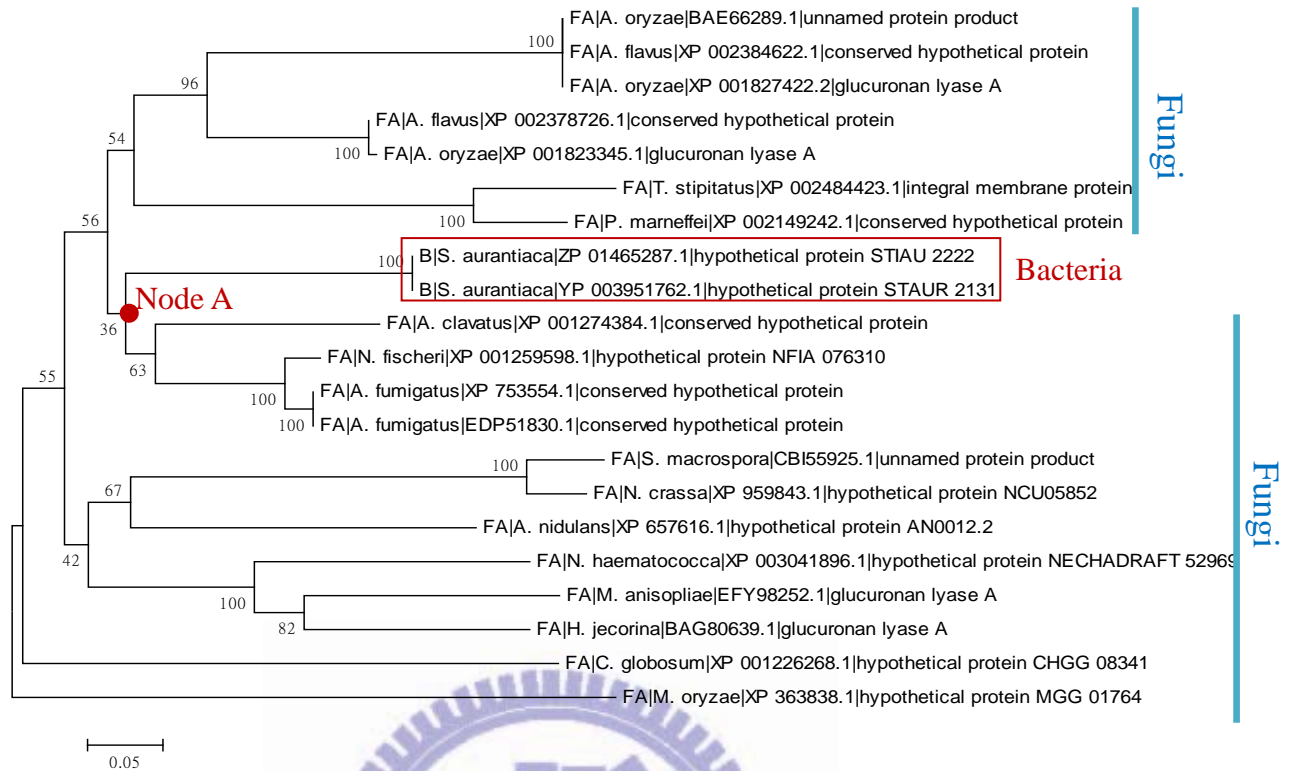 FA|A. oryzae|BAE66289.1|unnamed protein product
100
FA|A. flavus|XP 002384622.1|conserved hypothetical protein
96
FA|A. oryzae|XP 001827422.2|glucuronan lyase A
Fungi
FA|A. flavus|XP 002378726.1|conserved hypothetical protein
54
100
FA|A. oryzae|XP 001823345.1|glucuronan lyase A
FA|T. stipitatus|XP 002484423.1|integral membrane protein
56
100
FA|P. marneffei|XP 002149242.1|conserved hypothetical protein
100
B|S. aurantiaca|ZP 01465287.1|hypothetical protein STIAU 2222
Bacteria
B|S. aurantiaca|YP 003951762.1|hypothetical protein STAUR 2131
Node A
36
FA|A. clavatus|XP 001274384.1|conserved hypothetical protein
FA|N. fischeri|XP 001259598.1|hypothetical protein NFIA 076310
63
55
FA|A. fumigatus|XP 753554.1|conserved hypothetical protein
100
100
FA|A. fumigatus|EDP51830.1|conserved hypothetical protein
FA|S. macrospora|CBI55925.1|unnamed protein product
100
67
FA|N. crassa|XP 959843.1|hypothetical protein NCU05852
Fungi
FA|A. nidulans|XP 657616.1|hypothetical protein AN0012.2
42
FA|N. haematococca|XP 003041896.1|hypothetical protein NECHADRAFT 52969
100
FA|M. anisopliae|EFY98252.1|glucuronan lyase A
82
FA|H. jecorina|BAG80639.1|glucuronan lyase A
FA|C. globosum|XP 001226268.1|hypothetical protein CHGG 08341
FA|M. oryzae|XP 363838.1|hypothetical protein MGG 01764
0.05